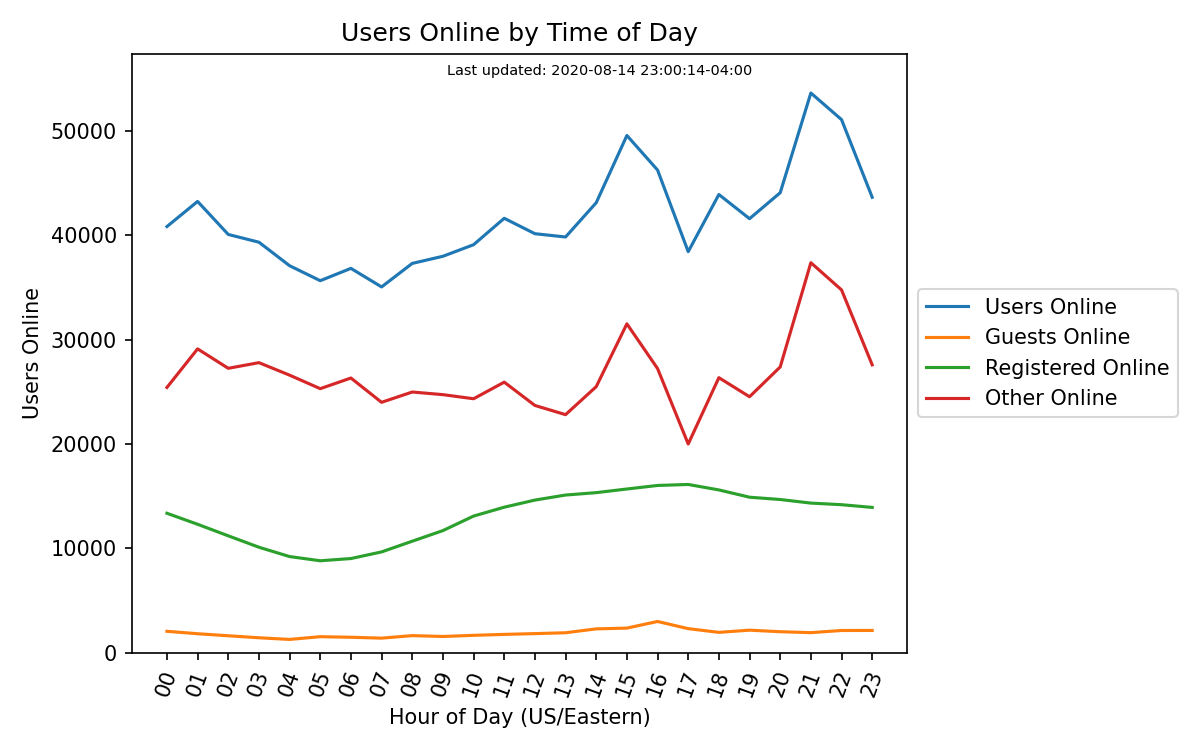 Users Online by Time of Day
Last updated: 2020-08-14 23:00:14-04:00
Users Online
50000
40000
30000
20000
10000
0
00 01 02 03 04 05 06 07 08 09 10 11 12 13 14 15 16 17 18 19 20 21 22 23
Hour of Day (US/Eastern)
Users Online
Guests Online
Registered Online
Other Online